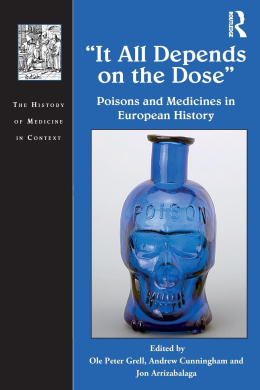 R
Routledge
"It All Depends
on the Dose"
Poisons and Medicines in
European History
THE HISTORY
OF MEDICINE
IN CONTEXT
POISON
Edited by
Ole Peter Grell, Andrew Cunningham and
Jon Arrizabalaga